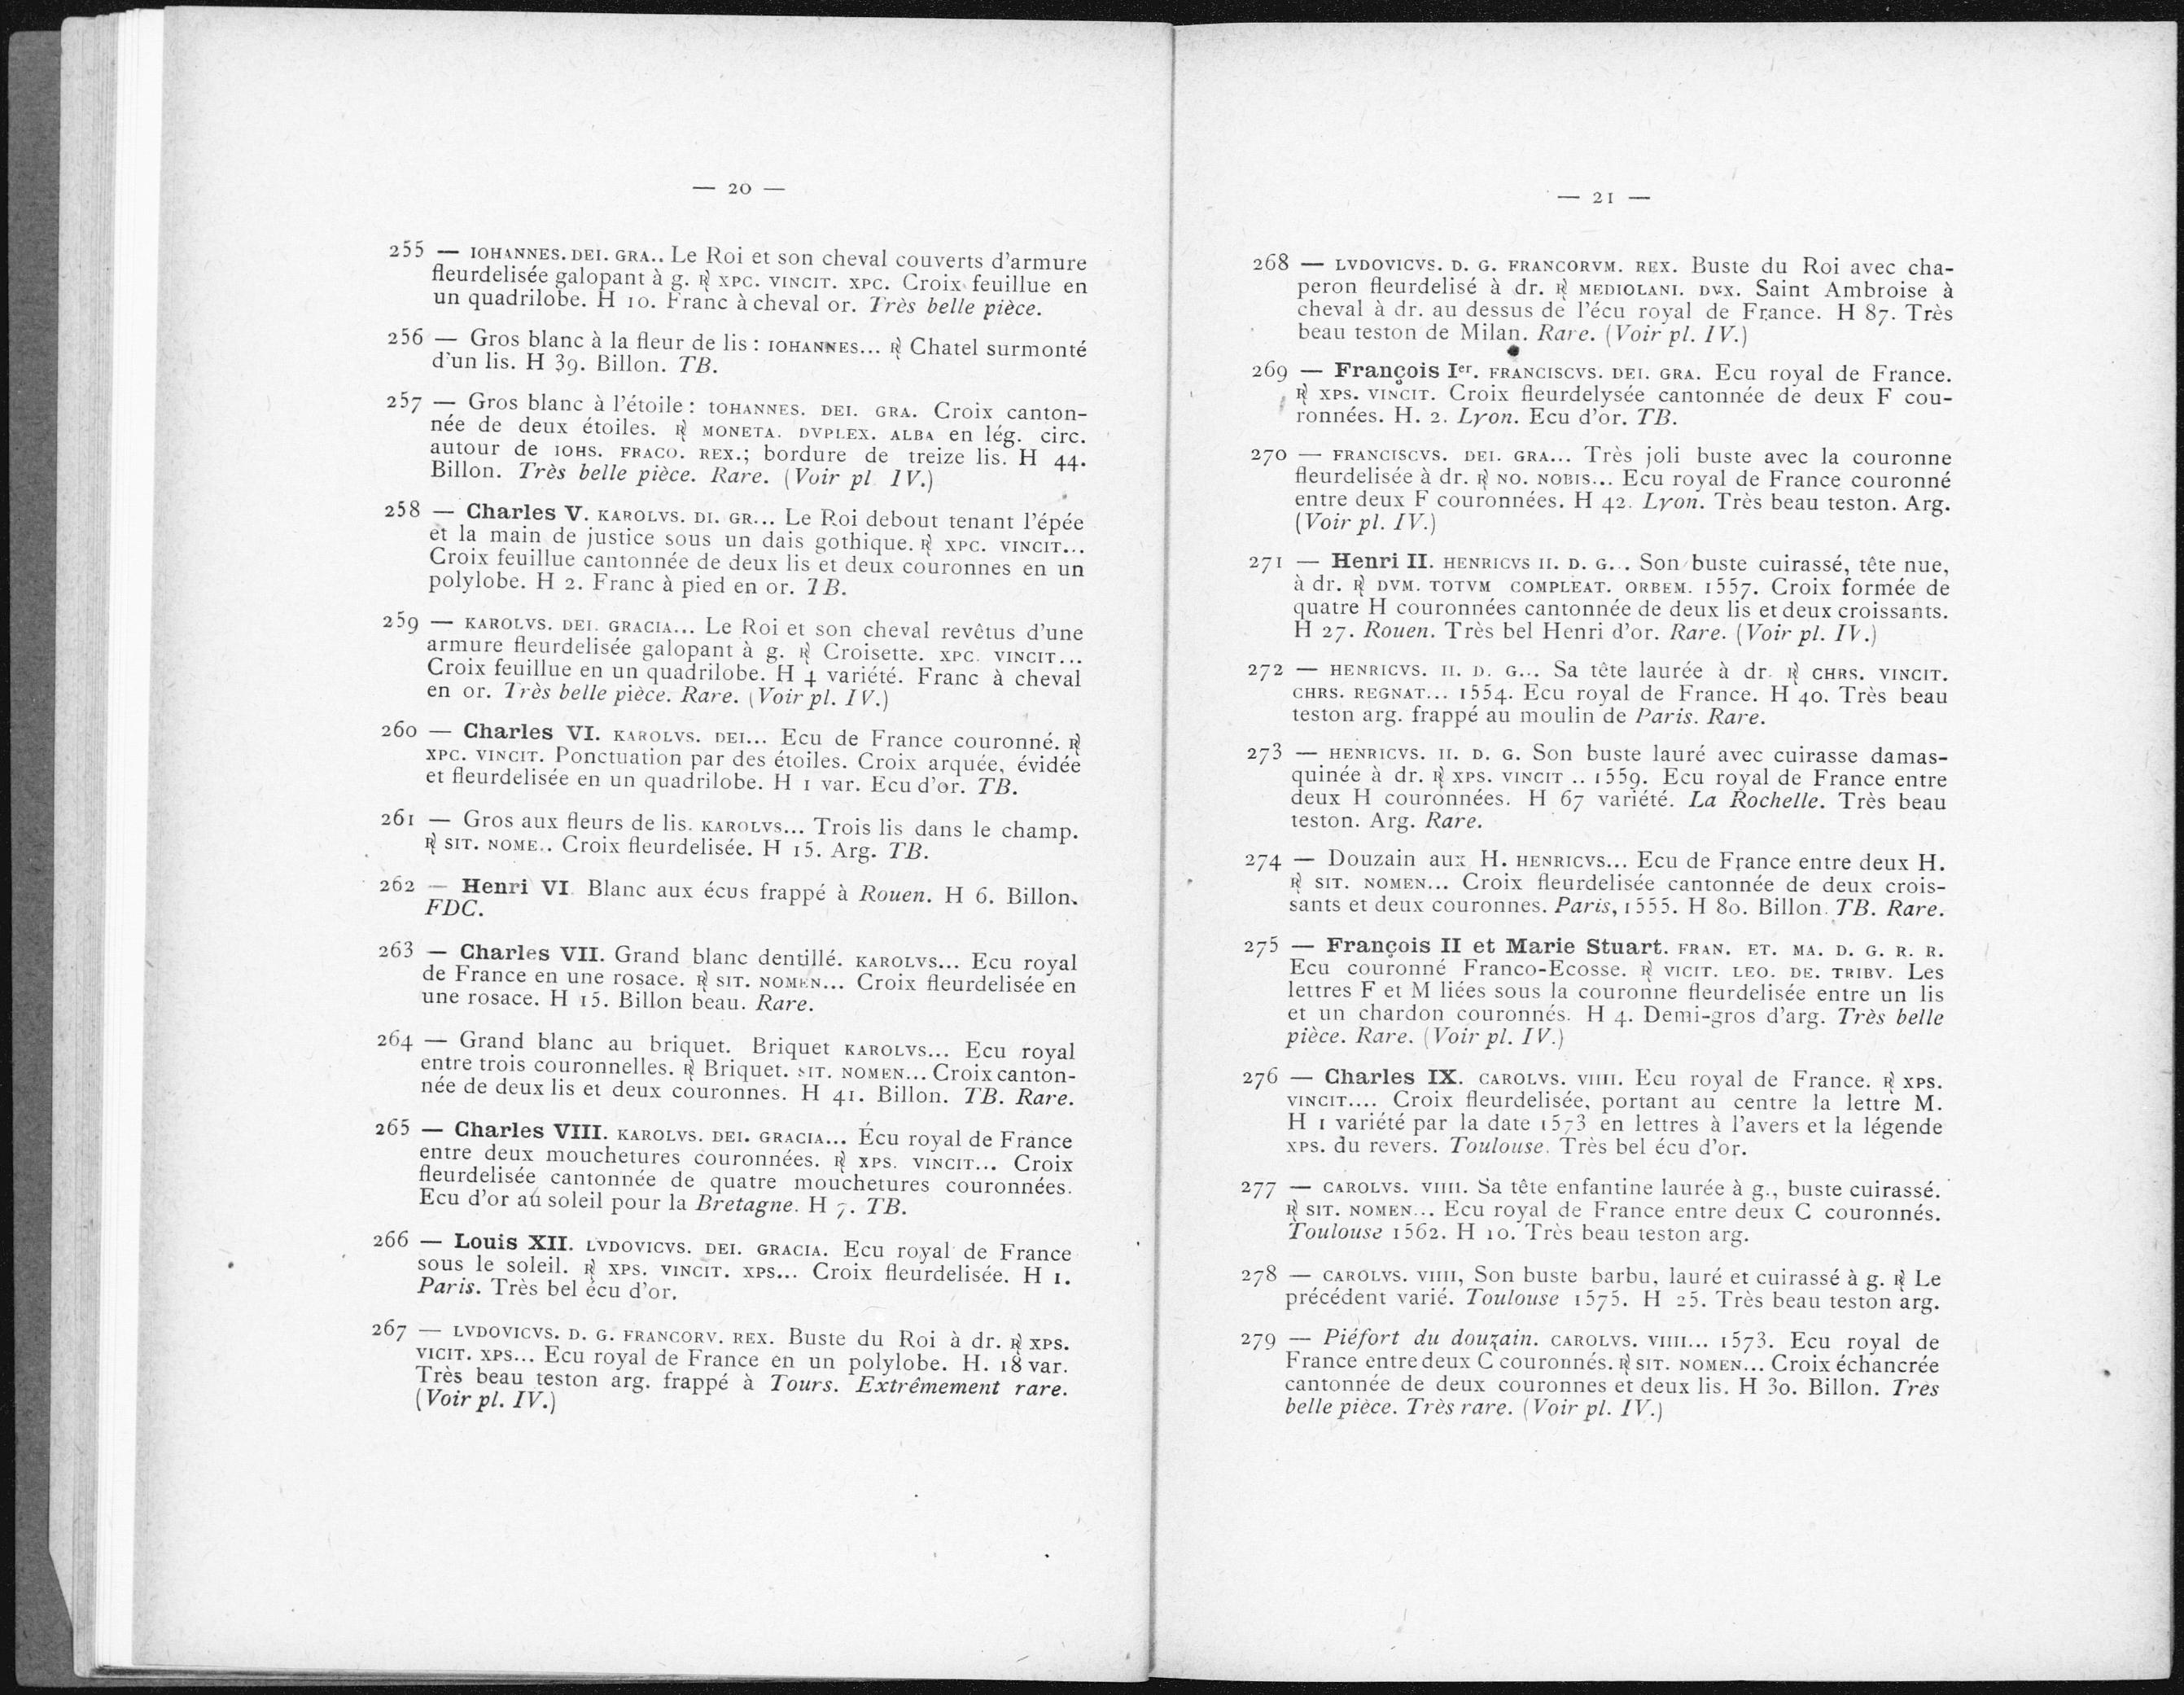 — 20 —
255 — IOHANNES. DEI. GRA.. Le Roi et son cheval couverts d'armure
fleurdelisée galopant à g. ℟ XPC. VINCIT. XPC. Croix feuillue en
un quadrilobe. H 10. Franc à cheval or. Très belle pièce.
256 — Gros blanc à la fleur de lis : IOHANNES... ℟ Chatel surmonté
d'un lis. H 39. Billon. TB.
257 — Gros blanc à l'étoile : IOHANNES. DEI. GRA. Croix canton-
née de deux étoiles. ℟ MONETA. DVPLEX. ALBA en lég. circ.
autour de IOHS. FRACO. REX.; bordure de treize lis. H 44.
Billon. Très belle pièce. Rare. (Voir pl. IV.)
258 — Charles V. KAROLVS. DI. GR... Le Roi debout tenant l'épée
et la main de justice sous un dais gothique. ℟ XPC. VINCIT...
Croix feuillue cantonnée de deux lis et deux couronnes en un
polylobe. H 2. Franc à pied en or. TB.
259 — KAROLVS. DEI. GRACIA... Le Roi et son cheval revêtus d'une
armure fleurdelisée galopant à g. ℟ Croisette. XPC. VINCIT...
Croix feuillue en un quadrilobe. H 4 variété. Franc à cheval
en or. Très belle pièce. Rare. (Voir pl. IV.)
260 — Charles VI. KAROLVS. DEI... Ecu de France couronné. ℟
XPC. VINCIT. Ponctuation par des étoiles. Croix arquée, évidée
et fleurdelisée en un quadrilobe. H 1 var. Ecu d'or. TB.
261 — Gros aux fleurs de lis. KAROLVS... Trois lis dans le champ.
℟ SIT. NOME.. Croix fleurdelisée. H 15. Arg. TB.
262 — Henri VI. Blanc aux écus frappé à Rouen. H 6. Billon.
FDC.
263 — Charles VII. Grand blanc dentillé. KAROLVS... Ecu royal
de France en une rosace. ℟ SIT. NOMEN... Croix fleurdelisée en
une rosace. H 15. Billon beau. Rare.
264 — Grand blanc au briquet. Briquet KAROLVS... Ecu royal
entre trois couronnelles. ℟ Briquet. SIT. NOMEN... Croix canton-
née de deux lis et deux couronnes. H 41. Billon. TB. Rare.
265 — Charles VIII. KAROLVS. DEI. GRACIA... Écu royal de France
entre deux mouchetures couronnées. ℟ XPS. VINCIT... Croix
fleurdelisée cantonnée de quatre mouchetures couronnées.
Ecu d'or au soleil pour la Bretagne. H 7. TB.
266 — Louis XII. LVDOVICVS. DEI. GRACIA. Ecu royal de France
sous le soleil. ℟ XPS. VINCIT. XPS... Croix fleurdelisée. H 1.
Paris. Très bel écu d'or.
267 — LVDOVICVS. D. G. FRANCORV. REX. Buste du Roi à dr. ℟ XPS.
VICIT. XPS... Ecu royal de France en un polylobe. H. 18 var.
Très beau teston arg. frappé à Tours. Extrêmement rare.
(Voir pl. IV.)
— 21 —
268 — LVDOVICVS. D. G. FRANCORVM. REX. Buste du Roi avec cha-
peron fleurdelisé à dr. ℟ MEDIOLANI. DVX. Saint Ambroise à
cheval à dr. au dessus de l'écu royal de France. H 87. Très
beau teston de Milan. Rare. (Voir pl. IV.)
269 — François Ier. FRANCISCVS. DEI. GRA. Ecu royal de France.
℟ XPS. VINCIT. Croix fleurdelysée cantonnée de deux F cou-
ronnées. H. 2. Lyon. Ecu d'or. TB.
270 — FRANCISCVS. DEI. GRA... Très joli buste avec la couronne
fleurdelisée à dr. ℟ NO. NOBIS... Ecu royal de France couronné
entre deux F couronnées. H 42. Lyon. Très beau teston. Arg.
(Voir pl. IV.)
271 — Henri II. HENRICVS II. D. G... Son buste cuirassé, tête nue,
à dr. ℟ DVM. TOTVM COMPLEAT. ORBEM. 1557. Croix formée de
quatre H couronnées cantonnée de deux lis et deux croissants.
H 27. Rouen. Très bel Henri d'or. Rare. (Voir pl. IV.)
272 — HENRICVS. II. D. G... Sa tête laurée à dr. ℟ CHRS. VINCIT.
CHRS. REGNAT... 1554. Ecu royal de France. H 40. Très beau
teston arg. frappé au moulin de Paris. Rare.
273 — HENRICVS. II. D. G. Son buste lauré avec cuirasse damas-
quinée à dr. ℟ XPS. VINCIT .. 1559. Ecu royal de France entre
deux H couronnées. H 67 variété. La Rochelle. Très beau
teston. Arg. Rare.
274 — Douzain aux H. HENRICVS... Ecu de France entre deux H.
℟ SIT. NOMEN... Croix fleurdelisée cantonnée de deux crois-
sants et deux couronnes. Paris, 1555. H 80. Billon. TB. Rare.
275 — François II et Marie Stuart. FRAN. ET. MA. D. G. R. R.
Ecu couronné Franco-Ecosse. ℟ VICIT. LEO. DE. TRIBV. Les
lettres F et M liées sous la couronne fleurdelisée entre un lis
et un chardon couronnés. H 4. Demi-gros d'arg. Très belle
pièce. Rare. (Voir pl. IV.)
276 — Charles IX. CAROLVS. VIIII. Ecu royal de France. ℟ XPS.
VINCIT.... Croix fleurdelisée, portant au centre la lettre M.
H 1 variété par la date 1573 en lettres à l'avers et la légende
XPS. du revers. Toulouse. Très bel écu d'or.
277 — CAROLVS. VIIII. Sa tête enfantine laurée à g., buste cuirassé.
℟ SIT. NOMEN... Ecu royal de France entre deux C couronnés.
Toulouse 1562. H 10. Très beau teston arg.
278 — CAROLVS. VIIII, Son buste barbu, lauré et cuirassé à g. ℟ Le
précédent varié. Toulouse 1575. H 25. Très beau teston arg.
279 — Piéfort du douzain. CAROLVS. VIIII... 1573. Ecu royal de
France entre deux C couronnés. ℟ SIT. NOMEN... Croix échancrée
cantonnée de deux couronnes et deux lis. H 30. Billon. Très
belle pièce. Très rare. (Voir pl. IV.)